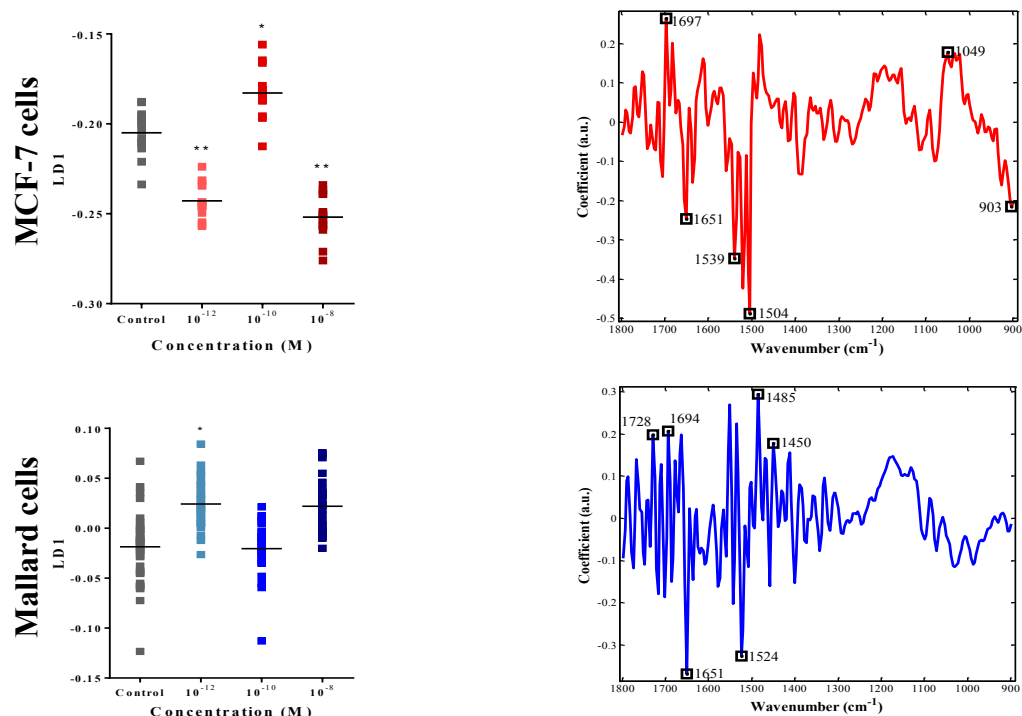 MCF-7 cells
LD1
-0.15
-0.20
-0.25
-0.30
* *
*
* *
Control 10-12 10-10 10-8
Concentration (M)
Coefficient (a.u.)
0.2
0.1
0
-0.1
-0.2
-0.3
-0.4
-0.5
1697
1049
1651
903
1539
1504
1800 1700 1600 1500 1400 1300 1200 1100 1000 900
Wavenumber (cm-1)
Mallard cells
LD1
0.10
0.05
0.00
-0.05
-0.10
-0.15
*
Control 10-12 10-10 10-8
Concentration (M)
Coefficient (a.u.)
0.3
0.2
0.1
0
-0.1
-0.2
-0.3
1485
1728
1694
1450
1524
1651
1800 1700 1600 1500 1400 1300 1200 1100 1000 900
Wavenumber (cm-1)